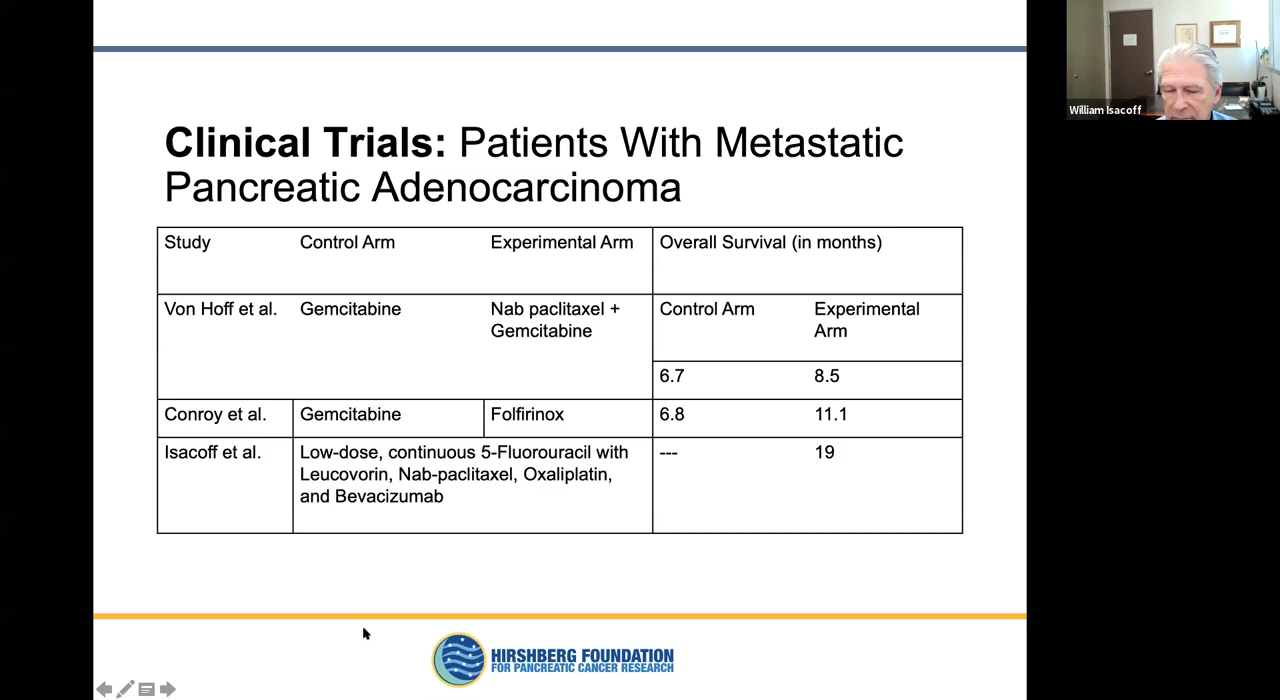 William Isacoff
Clinical Trials: Patients With Metastatic
Pancreatic Adenocarcinoma
Study Control Arm Experimental Arm Overall Survival (in months)
Von Hoff et al. Gemcitabine Nab paclitaxel + Control Arm Experimental
Gemcitabine Arm
6.7 8.5
Conroy et al. Gemcitabine Folfirinox 6.8 11.1
Isacoff et al. Low-dose, continuous 5-Fluorouracil with --- 19
Leucovorin, Nab-paclitaxel, Oxaliplatin,
and Bevacizumab
HIRSHBERG FOUNDATION
FOR PANCREATIC CANCER RESEARCH